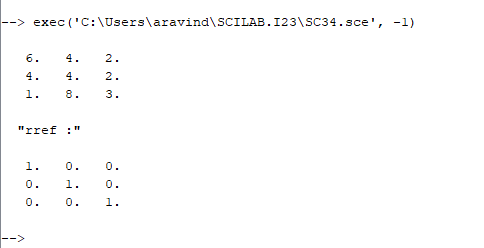 --> exec('C:\Users\aravind\SCILAB.I23\SC34.sce', -1)
6. 4. 2.
4. 4. 2.
1. 8. 3.
"rref :"
1. 0. 0.
0. 1. 0.
0. 0. 1.
-->